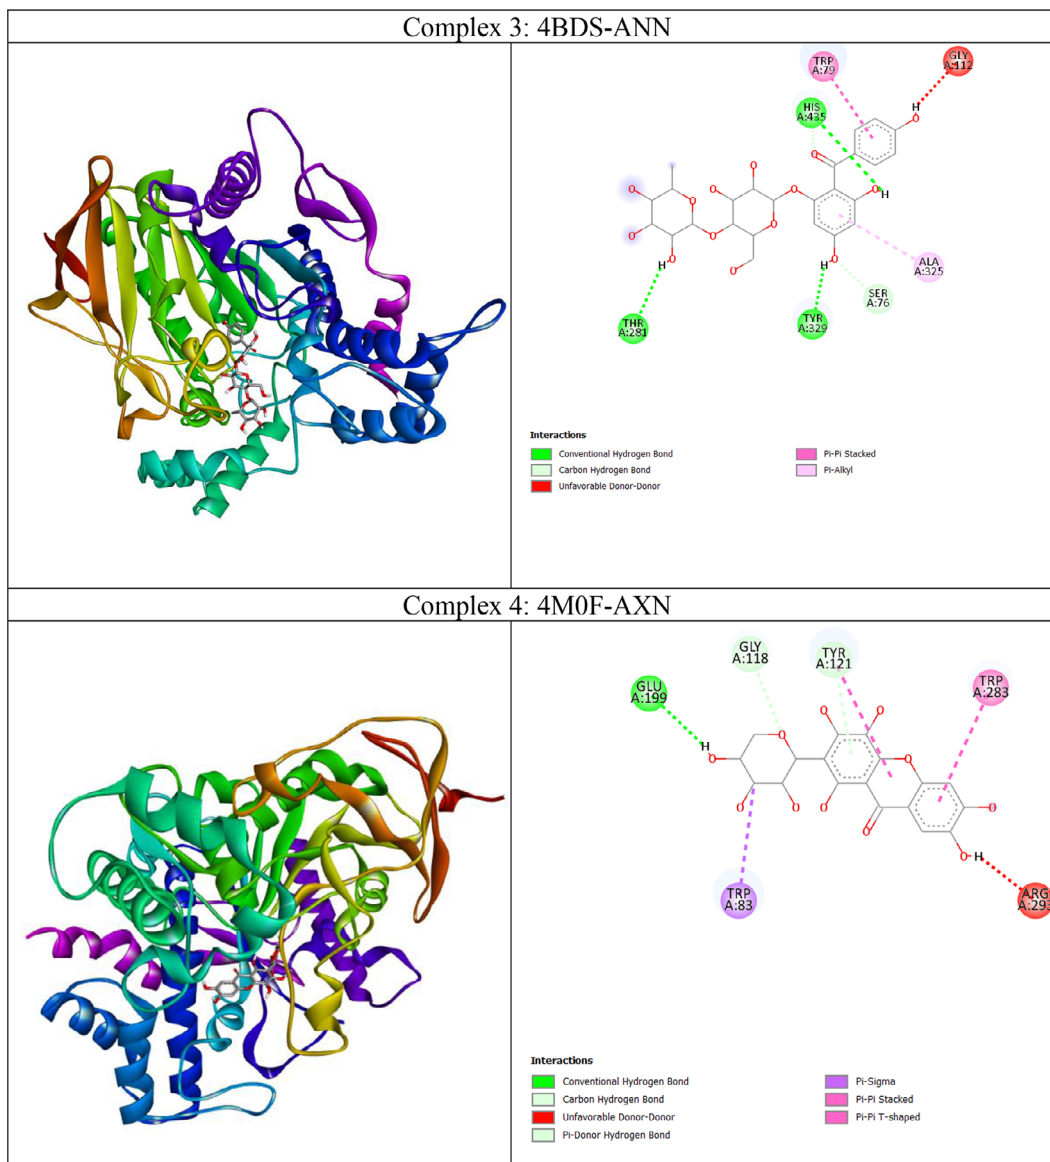 Complex 3: 4BDS-ANN
TRP
A:79
GLY
A:112
HIS
A:435
H
O
O
O
O
O
O
O
O
H
O
O
O
O
O
O
H
O
H
O
ALA
A:325
SER
A:76
THR
A:281
TYR
A:329
Interactions
Conventional Hydrogen Bond
Carbon Hydrogen Bond
Unfavorable Donor-Donor
Pi-Pi Stacked
Pi-Alkyl
Complex 4: 4M0F-AXN
GLY
A:118
TYR
A:121
TRP
A:283
GLU
A:199
O
O
H
O
O
O
O
O
O
O
O
O
O
H
TRP
A:83
ARG
A:293
Interactions
Conventional Hydrogen Bond
Carbon Hydrogen Bond
Unfavorable Donor-Donor
Pi-Donor Hydrogen Bond
Pi-Sigma
Pi-Pi Stacked
Pi-Pi T-shaped